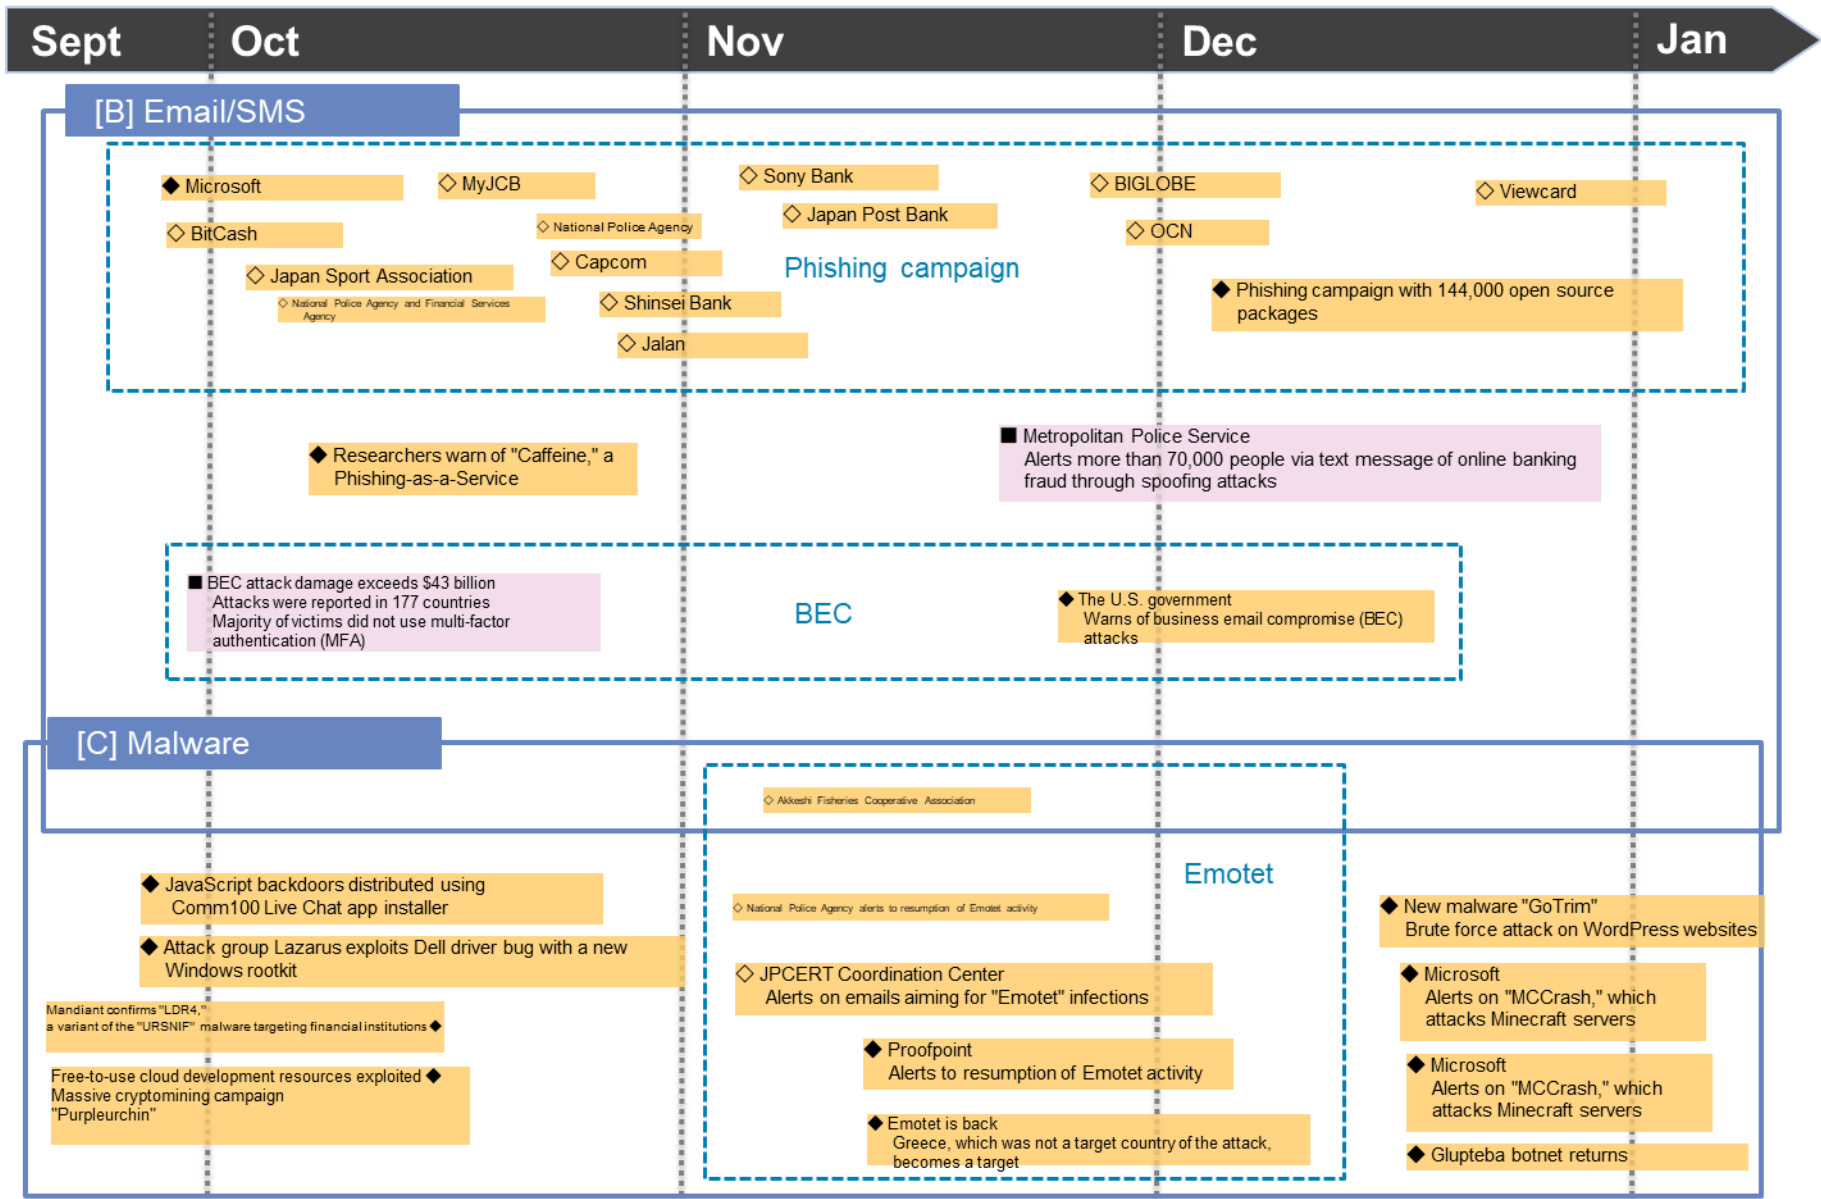 Sept
Oct
Nov
Dec
Jan
[B] Email/SMS
◆ Microsoft
◇ MyJCB
◇ Sony Bank
◇ BIGLOBE
◇ Viewcard
◇ BitCash
◇ National Police Agency
◇ Japan Post Bank
◇ OCN
◇ Japan Sport Association
◇ Capcom
Phishing campaign
◇ National Police Agency and Financial Services
Agency
◇ Shinsei Bank
◆ Phishing campaign with 144,000 open source
packages
◇ Jalan
◆ Researchers warn of "Caffeine," a
Phishing-as-a-Service
■ Metropolitan Police Service
Alerts more than 70,000 people via text message of online banking
fraud through spoofing attacks
■ BEC attack damage exceeds $43 billion
Attacks were reported in 177 countries
Majority of victims did not use multi-factor
authentication (MFA)
BEC
◆ The U.S. government
Warns of business email compromise (BEC)
attacks
[C] Malware
◇ Akkeshi Fisheries Cooperative Association
Emotet
◆ JavaScript backdoors distributed using
Comm100 Live Chat app installer
◇ National Police Agency alerts to resumption of Emotet activity
◆ New malware "GoTrim"
Brute force attack on WordPress websites
◆ Attack group Lazarus exploits Dell driver bug with a new
Windows rootkit
◇ JPCERT Coordination Center
Alerts on emails aiming for "Emotet" infections
◆ Microsoft
Alerts on "MCCrash," which
attacks Minecraft servers
Mandiant confirms "LDR4,"
a variant of the "URSNIF" malware targeting financial institutions ◆
◆ Proofpoint
Alerts to resumption of Emotet activity
◆ Microsoft
Alerts on "MCCrash," which
attacks Minecraft servers
Free-to-use cloud development resources exploited ◆
Massive cryptomining campaign
"Purpleurchin"
◆ Emotet is back
Greece, which was not a target country of the attack,
becomes a target
◆ Glupteba botnet returns